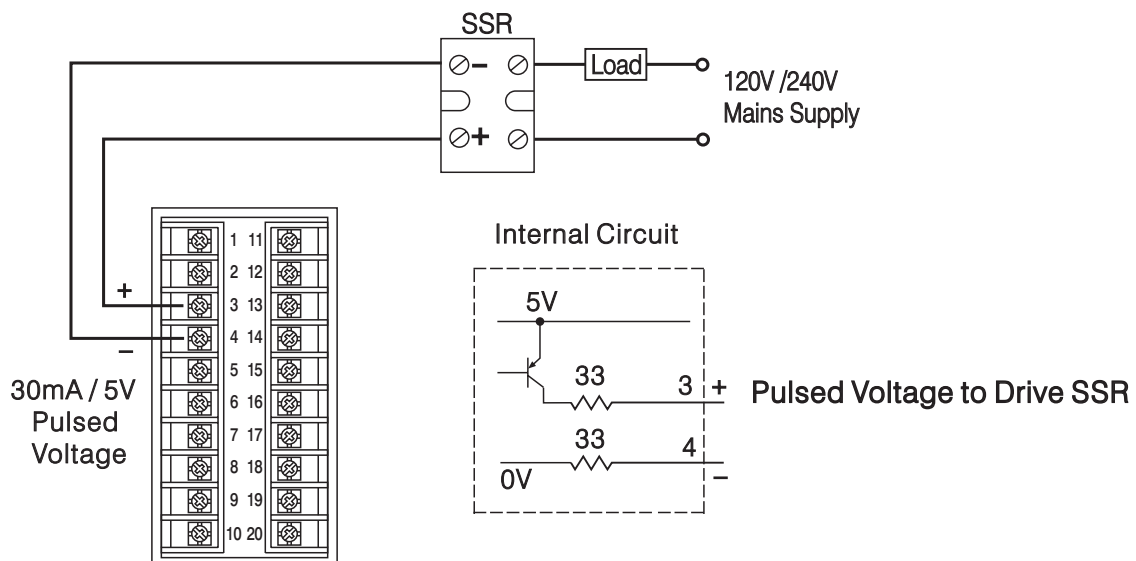 SSR
−
+
Load
120V /240V
Mains Supply
+
−
30mA / 5V
Pulsed
Voltage
1 11
2 12
3 13
4 14
5 15
6 16
7 17
8 18
9 19
10 20
Internal Circuit
5V
33
3 +
Pulsed Voltage to Drive SSR
33
4
−
0V